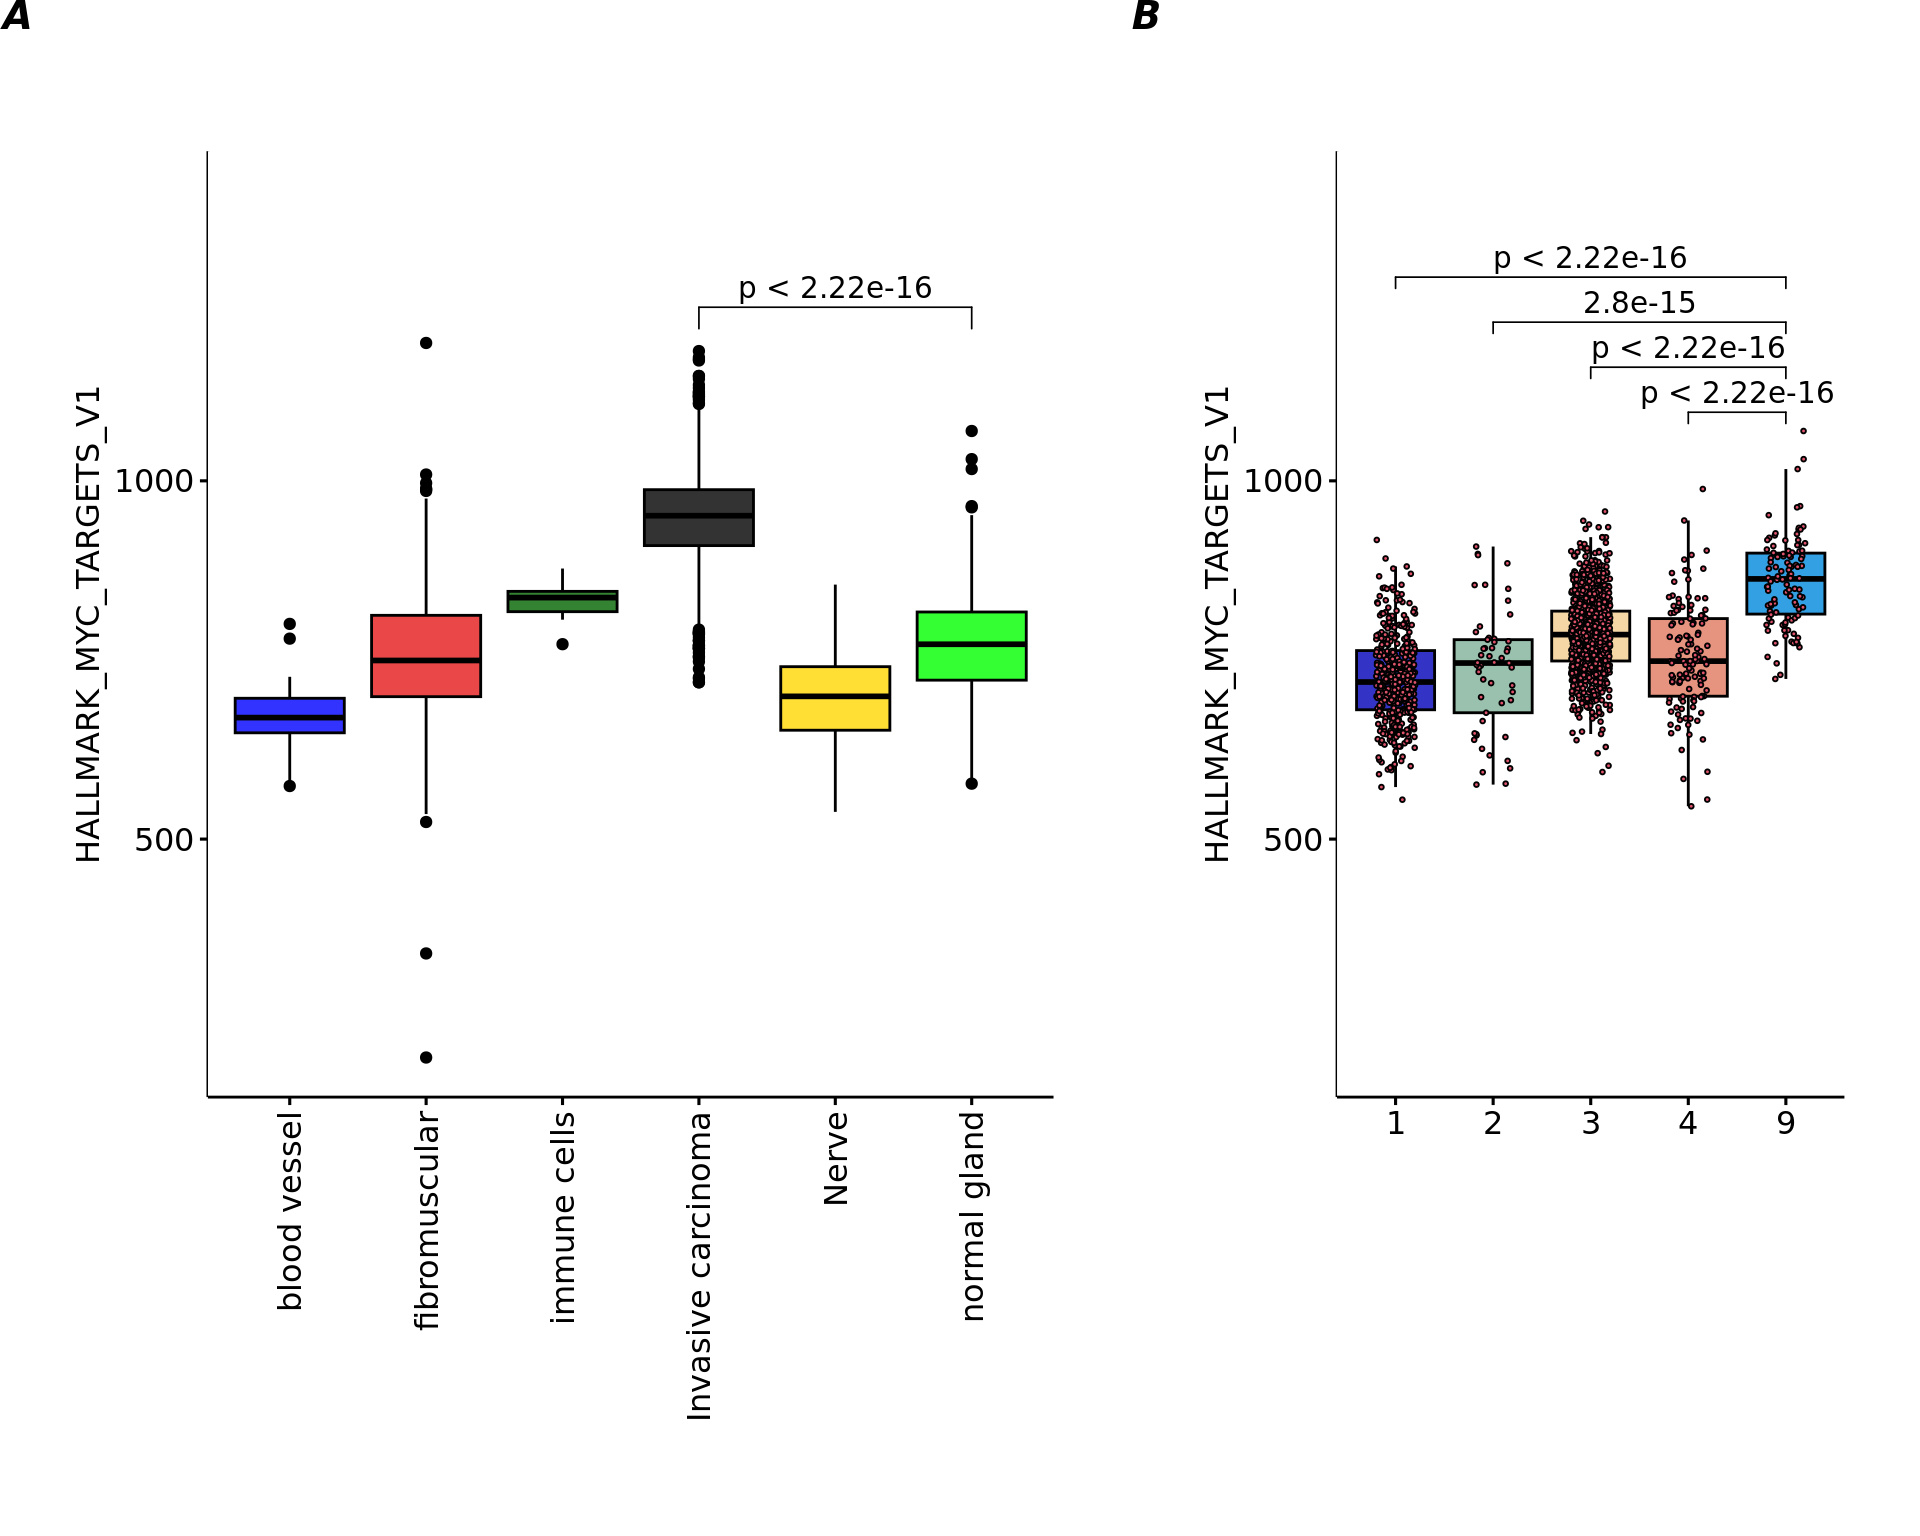 A
HALLMARK_MYC_TARGETS_V1
1000
500
p < 2.22e-16
blood vessel
fibromuscular
immune cells
Invasive carcinoma
Nerve
normal gland
B
HALLMARK_MYC_TARGETS_V1
1000
500
p < 2.22e-16
2.8e-15
p < 2.22e-16
p < 2.22e-16
1 2 3 4 9